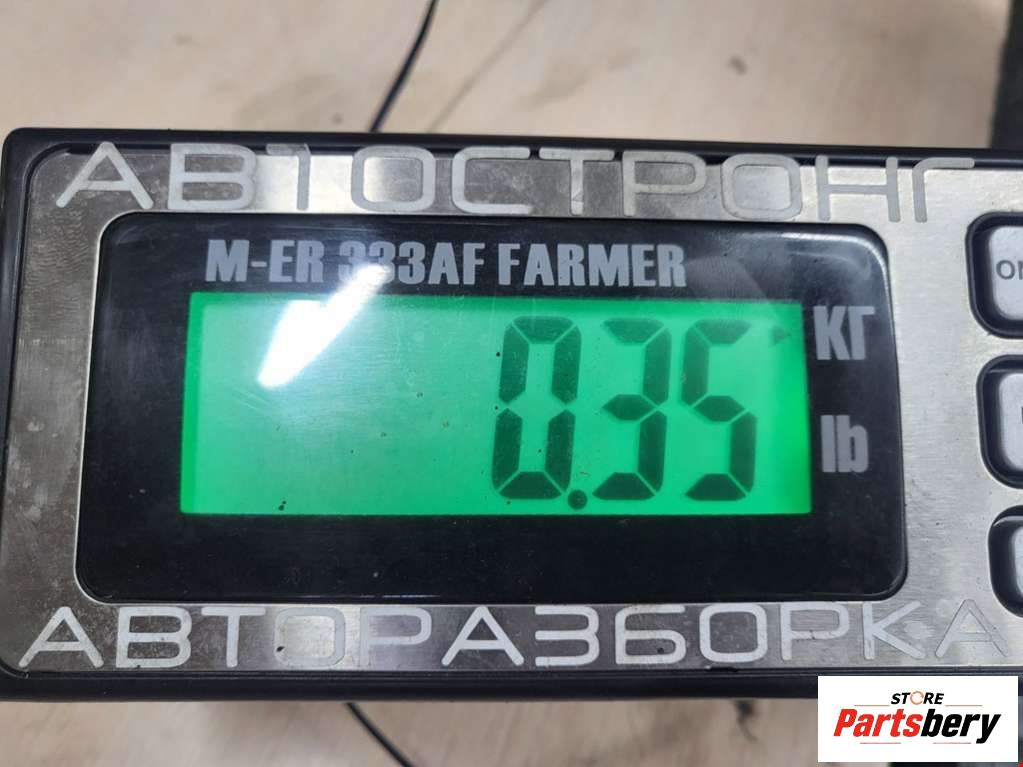 АВТОСТРОНГ
M-ER 333AF FARMER
0.35
КГ
lb
АВТОРАЗБОРКА
STORE
Partsbery